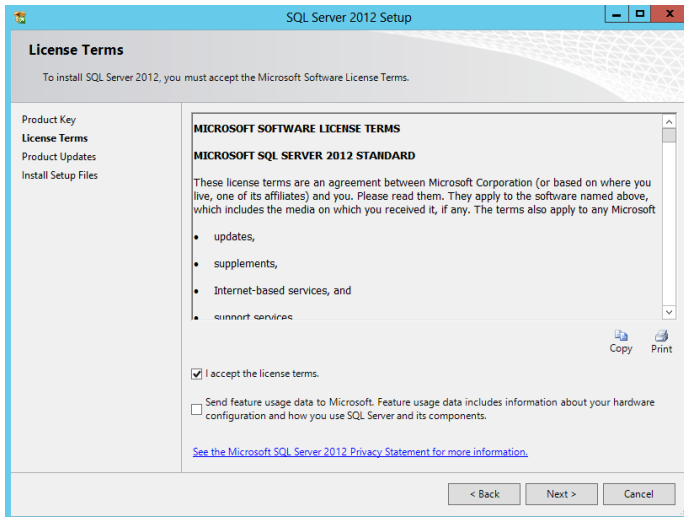 SQL Server 2012 Setup
License Terms
To install SQL Server 2012, you must accept the Microsoft Software License Terms.
Product Key
License Terms
Product Updates
Install Setup Files
MICROSOFT SOFTWARE LICENSE TERMS
MICROSOFT SQL SERVER 2012 STANDARD
These license terms are an agreement between Microsoft Corporation (or based on where you
live, one of its affiliates) and you. Please read them. They apply to the software named above,
which includes the media on which you received it, if any. The terms also apply to any Microsoft
• updates,
• supplements,
• Internet-based services, and
• support services
Copy Print
I accept the license terms.
Send feature usage data to Microsoft. Feature usage data includes information about your hardware
configuration and how you use SQL Server and its components.
See the Microsoft SQL Server 2012 Privacy Statement for more information.
< Back Next > Cancel